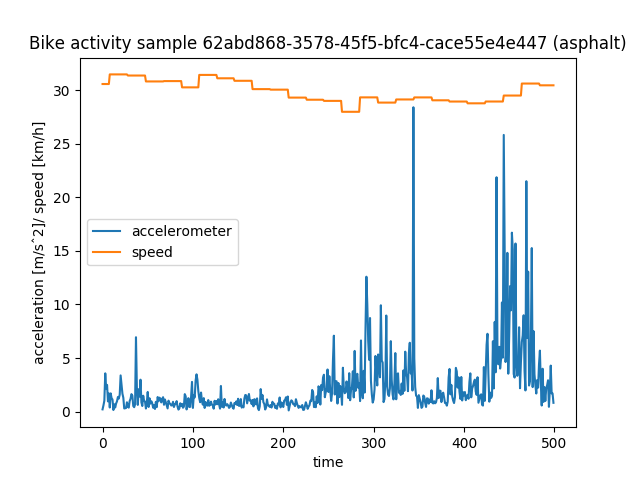 Bike activity sample 62abd868-3578-45f5-bfc4-cace55e4e447 (asphalt)
acceleration [m/s^2]/ speed [km/h]
30
25
20
15
10
5
0
accelerometer
speed
0 100 200 300 400 500
time